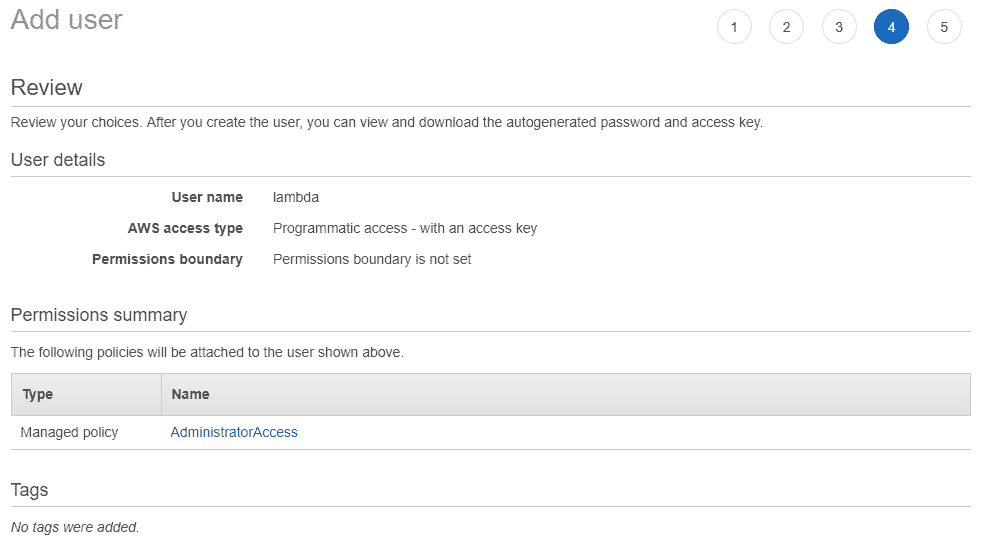 Add user
1 2 3 4 5
Review
Review your choices. After you create the user, you can view and download the autogenerated password and access key.
User details
User name lambda
AWS access type Programmatic access - with an access key
Permissions boundary Permissions boundary is not set
Permissions summary
The following policies will be attached to the user shown above.
Type Name
Managed policy AdministratorAccess
Tags
No tags were added.